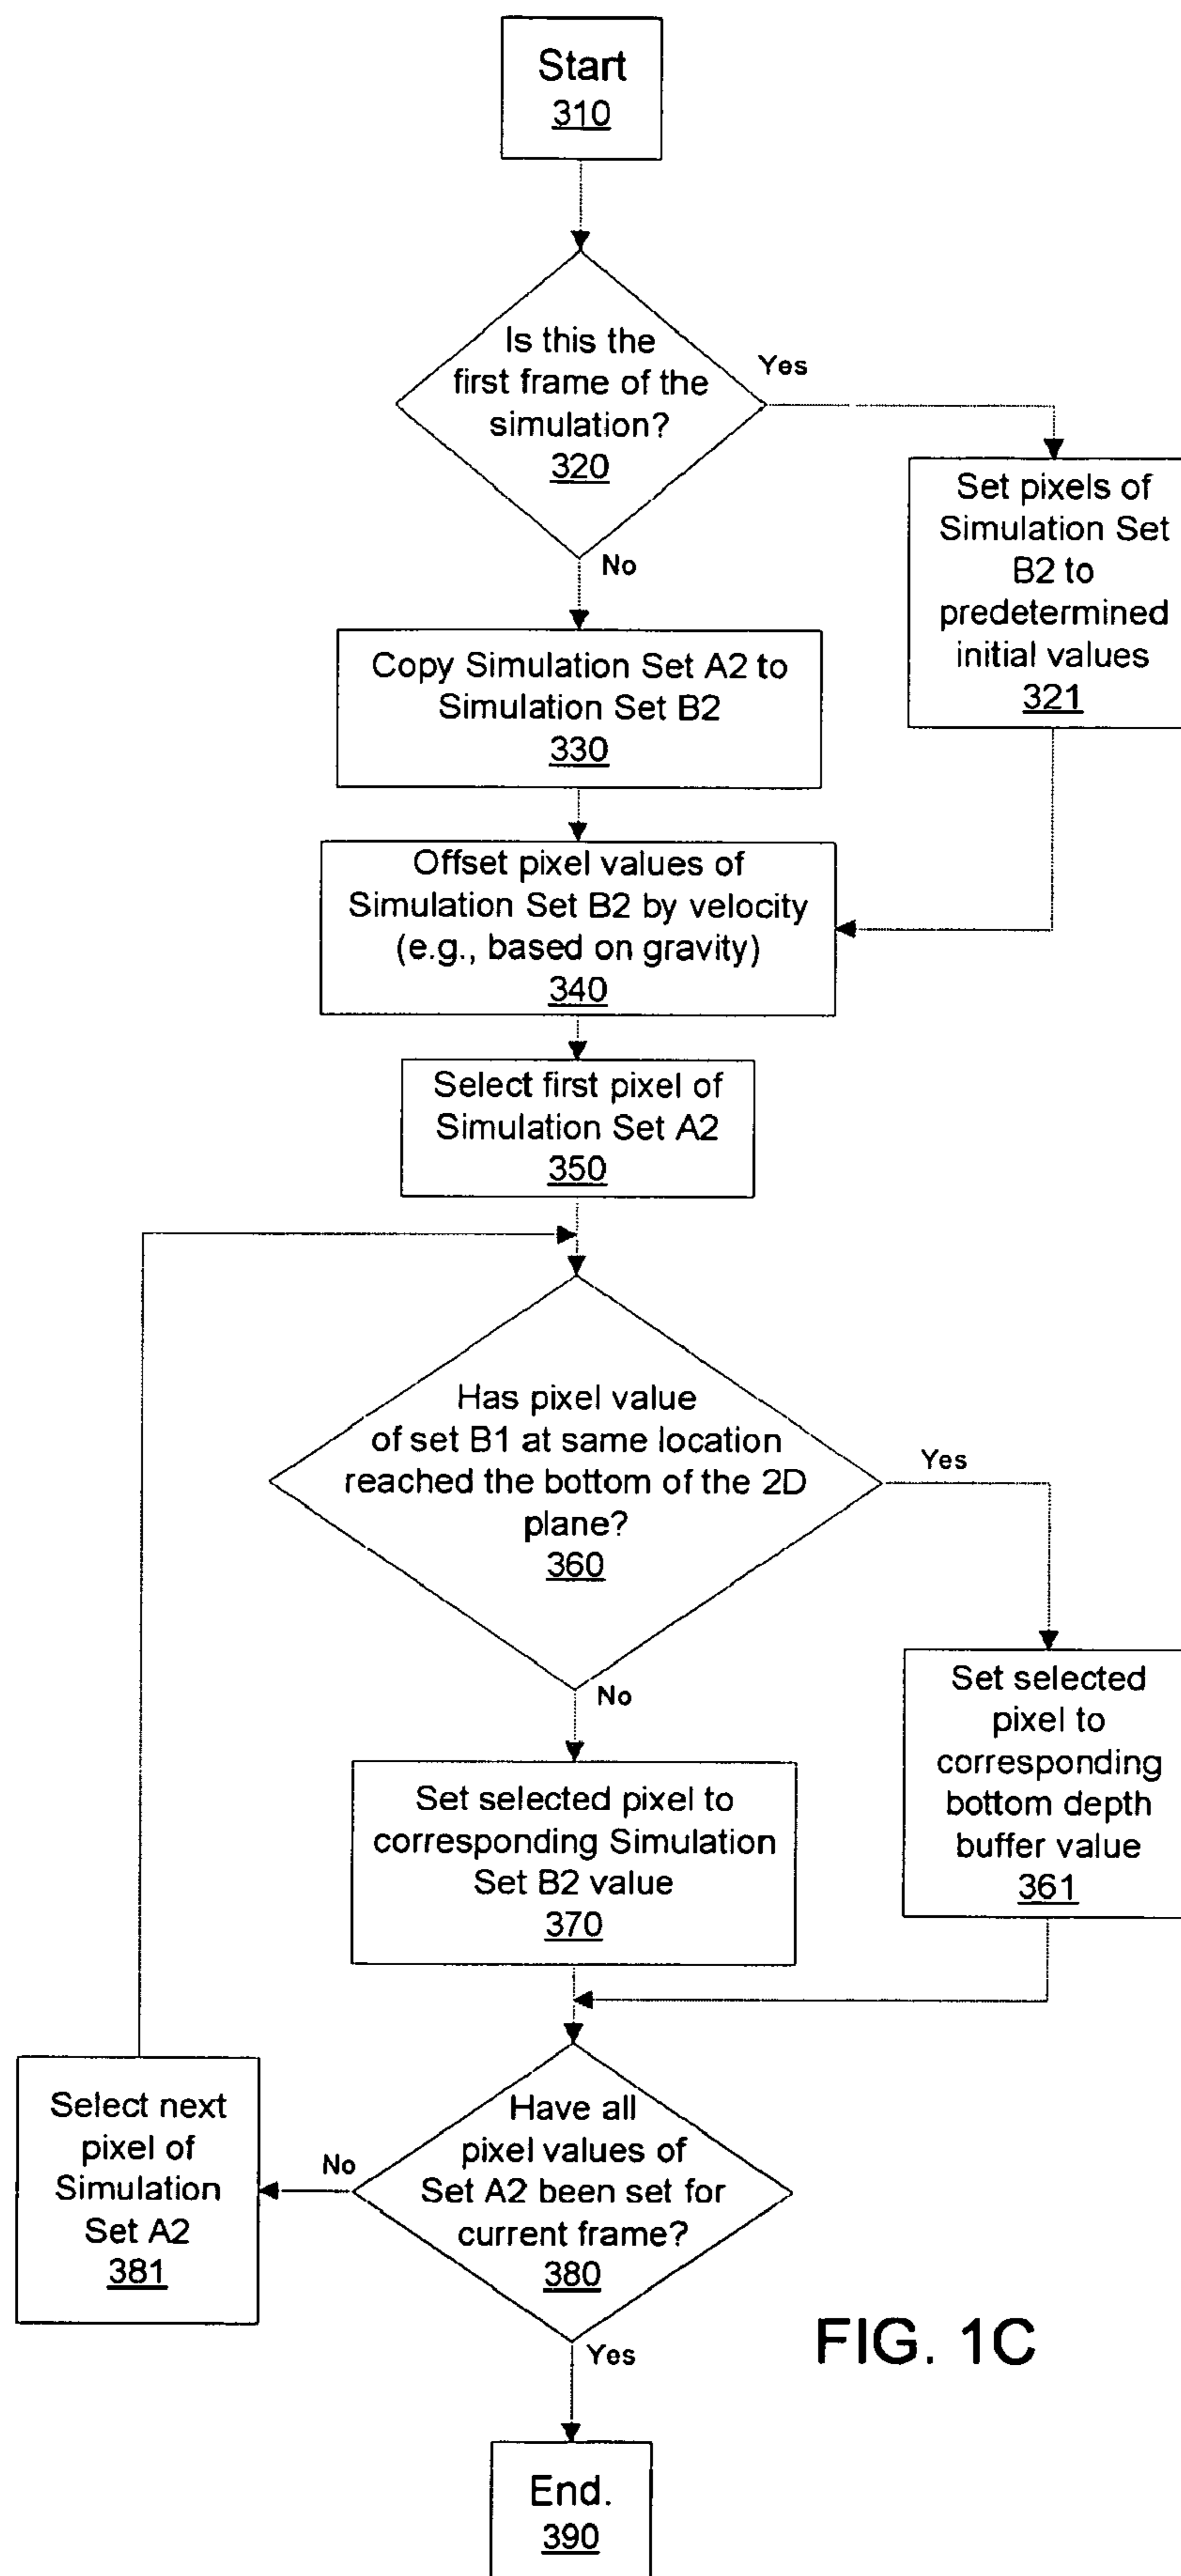 Start
310
Is this the
first frame of the
simulation?
320
Yes
No
Set pixels of
Simulation Set
B2 to
predetermined
initial values
321
Copy Simulation Set A2 to
Simulation Set B2
330
Offset pixel values of
Simulation Set B2 by velocity
(e.g., based on gravity)
340
Select first pixel of
Simulation Set A2
350
Has pixel value
of set B1 at same location
reached the bottom of the 2D
plane?
360
Yes
No
Set selected
pixel to
corresponding
bottom depth
buffer value
361
Set selected pixel to
corresponding Simulation
Set B2 value
370
Select next
pixel of
Simulation
Set A2
381
No
Have all
pixel values of
Set A2 been set for
current frame?
380
Yes
FIG. 1C
End.
390